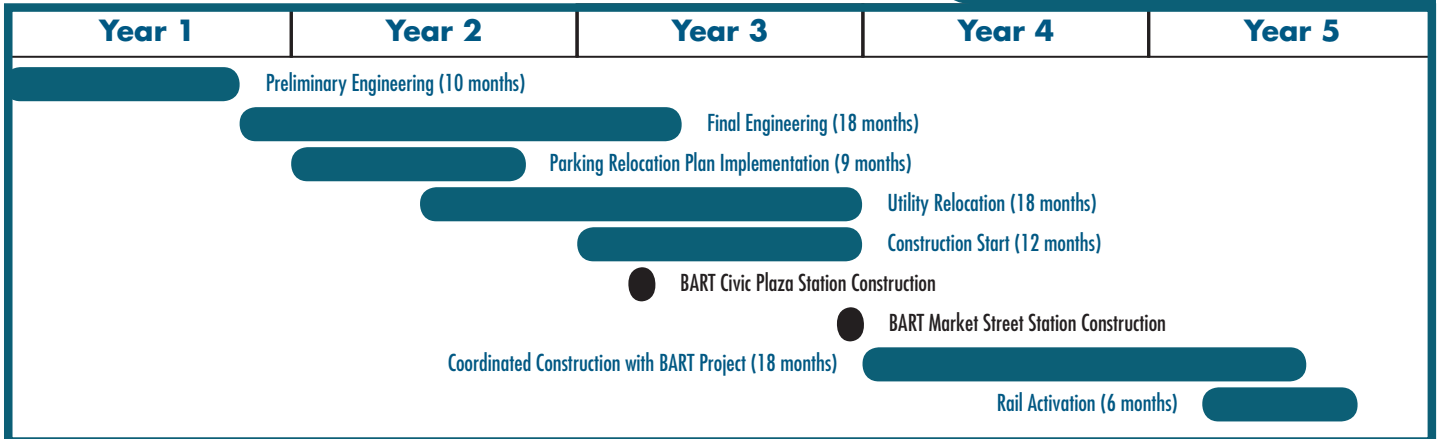 Year 1 Year 2 Year 3 Year 4 Year 5
Preliminary Engineering (10 months)
Final Engineering (18 months)
Parking Relocation Plan Implementation (9 months)
Utility Relocation (18 months)
Construction Start (12 months)
BART Civic Plaza Station Construction
BART Market Street Station Construction
Coordinated Construction with BART Project (18 months)
Rail Activation (6 months)